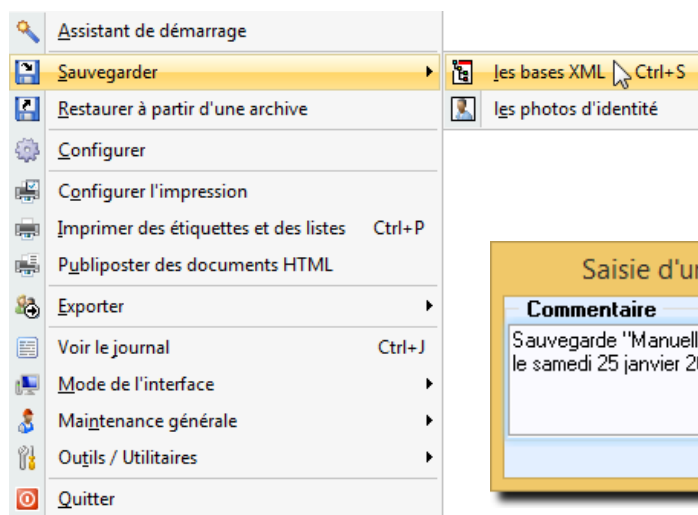 Assistant de démarrage
Sauvegarder
les bases XML Ctrl+S
Restaurer à partir d'une archive
les photos d'identité
Configurer
Configurer l'impression
Imprimer des étiquettes et des listes Ctrl+P
Publiposter des documents HTML
Exporter
Voir le journal Ctrl+J
Mode de l'interface
Maintenance générale
Outils / Utilitaires
Quitter
Saisie d'u
Commentaire
Sauvegarde "Manuell
le samedi 25 janvier 2